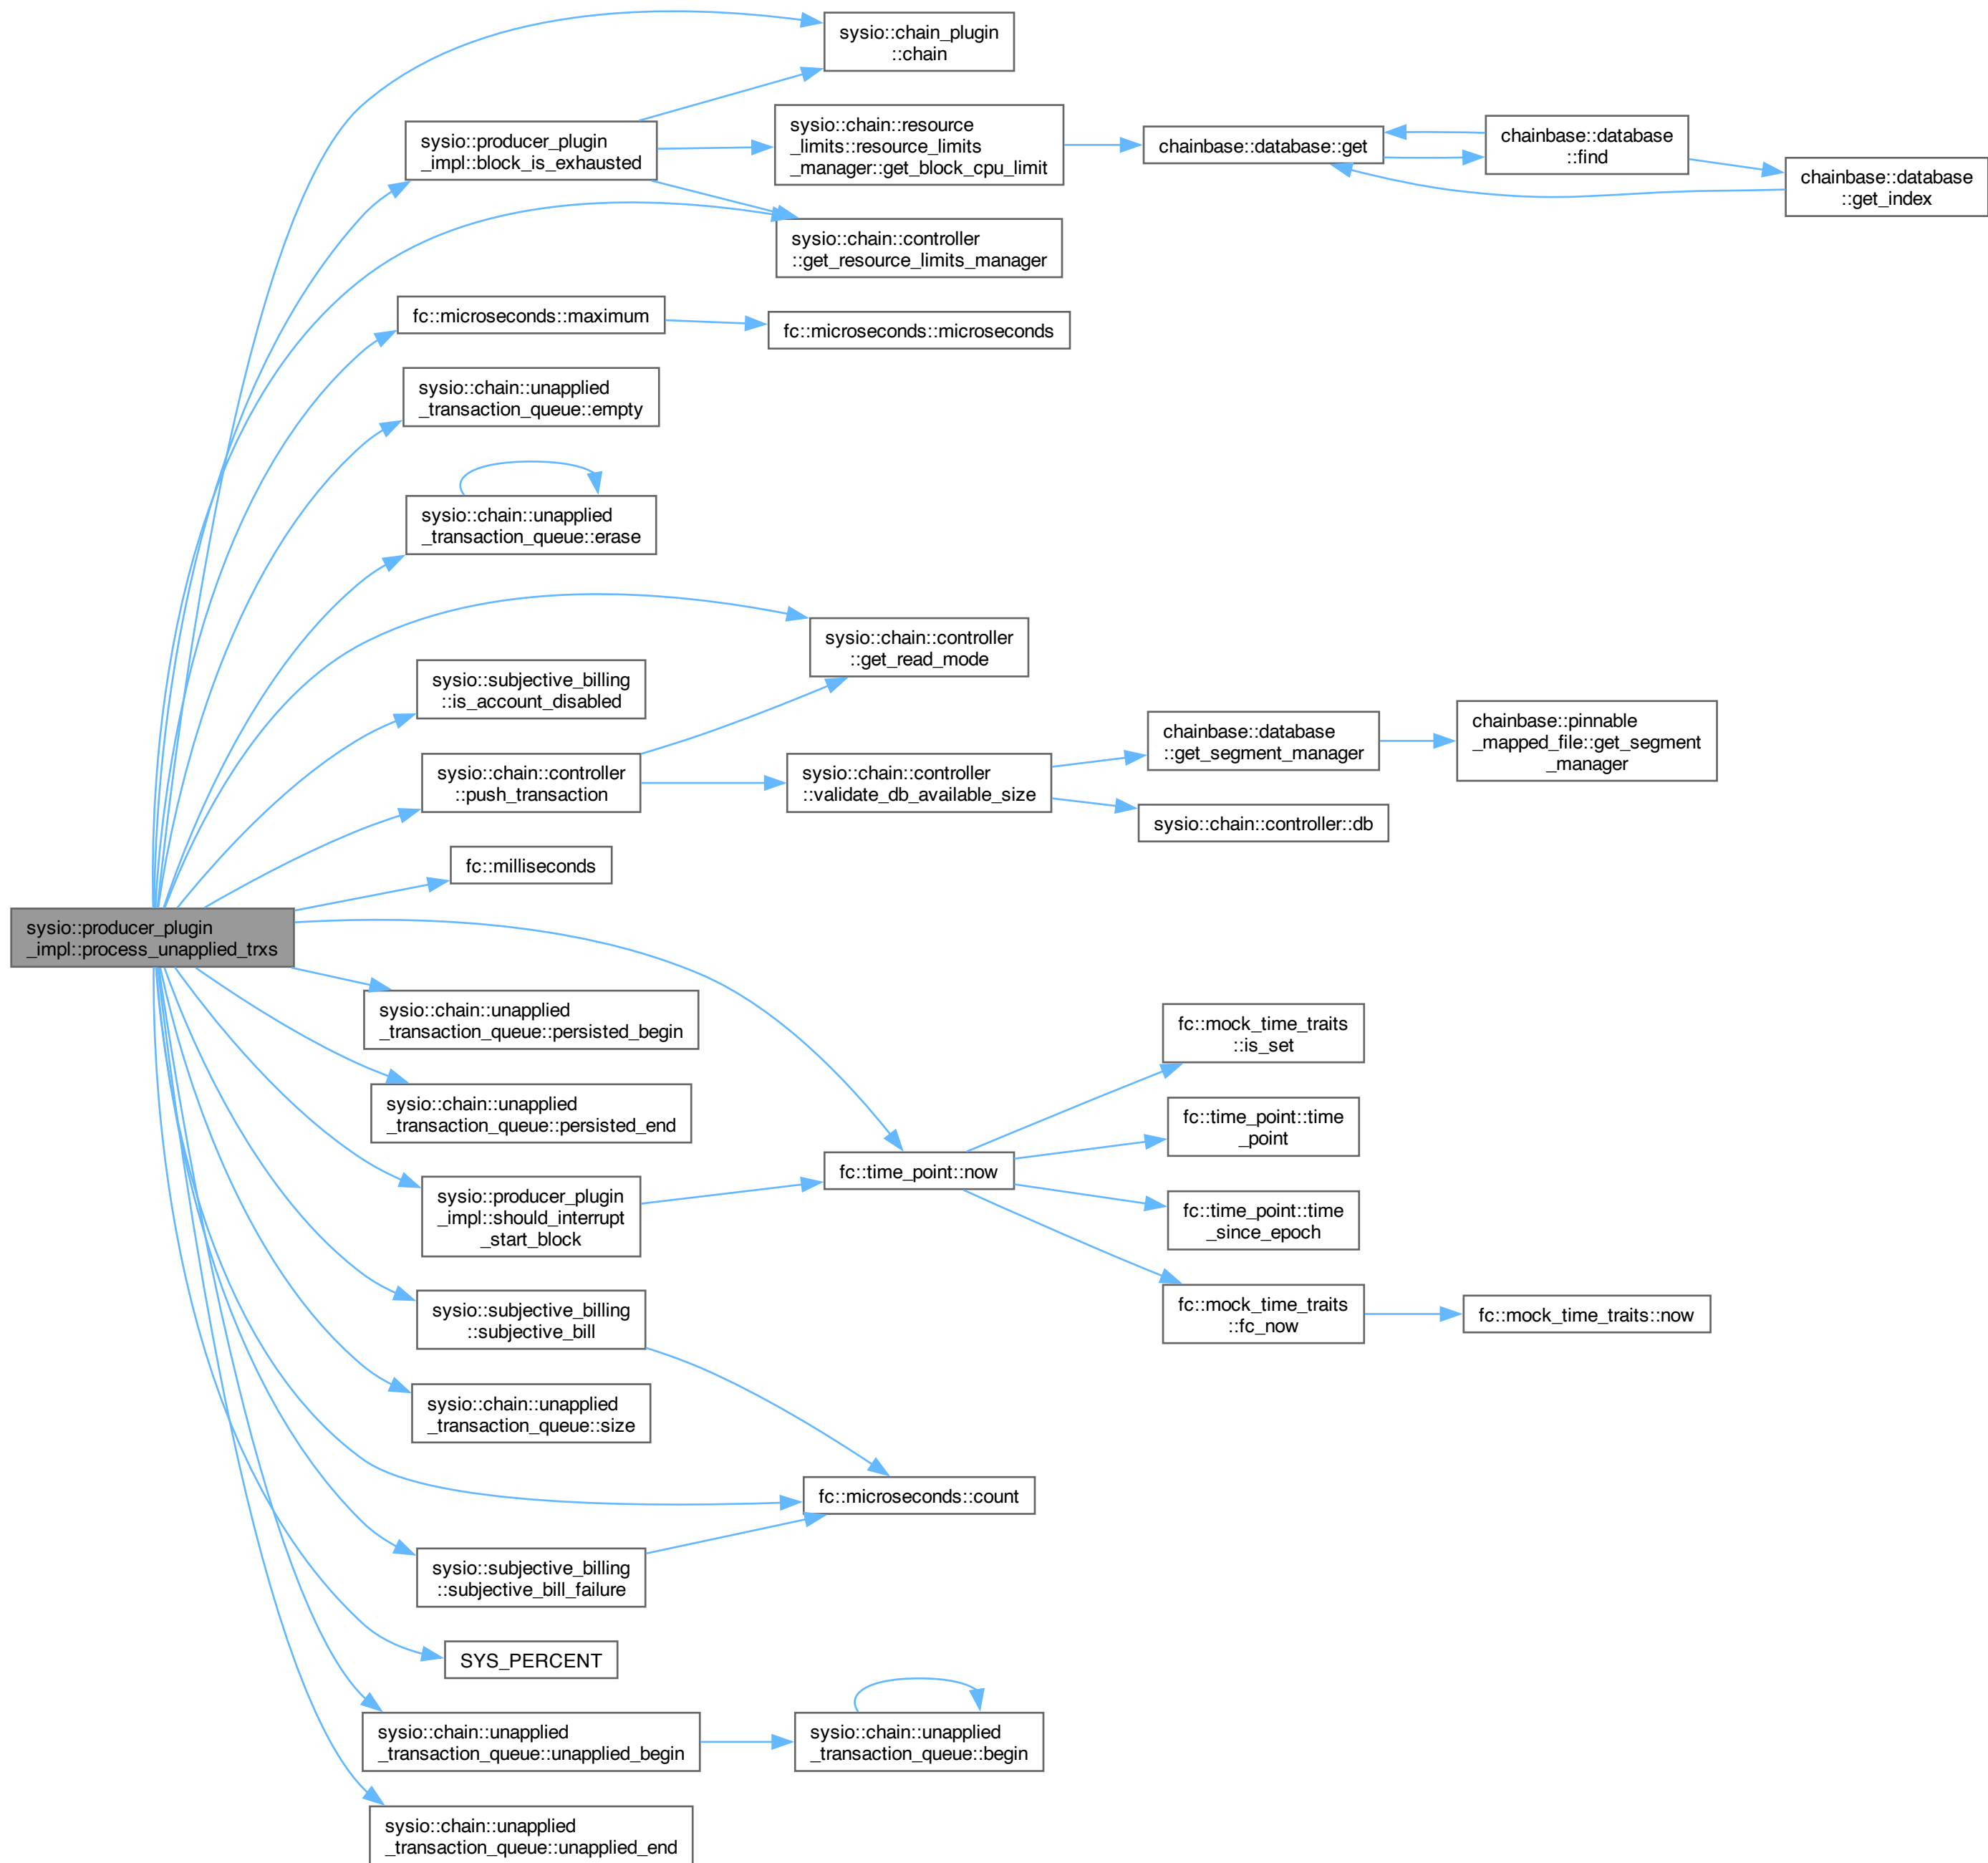 sysio::chain_plugin
::chain
sysio::producer_plugin
_impl::block_is_exhausted
sysio::chain::resource
_limits::resource_limits
_manager::get_block_cpu_limit
chainbase::database::get
chainbase::database
::find
chainbase::database
::get_index
sysio::chain::controller
::get_resource_limits_manager
fc::microseconds::maximum
fc::microseconds::microseconds
sysio::chain::unapplied
_transaction_queue::empty
sysio::chain::unapplied
_transaction_queue::erase
sysio::chain::controller
::get_read_mode
sysio::subjective_billing
::is_account_disabled
sysio::chain::controller
::push_transaction
sysio::chain::controller
::validate_db_available_size
chainbase::database
::get_segment_manager
chainbase::pinnable
_mapped_file::get_segment
_manager
sysio::chain::controller::db
fc::milliseconds
sysio::producer_plugin
_impl::process_unapplied_trxs
sysio::chain::unapplied
_transaction_queue::persisted_begin
sysio::chain::unapplied
_transaction_queue::persisted_end
sysio::producer_plugin
_impl::should_interrupt
_start_block
fc::time_point::now
fc::mock_time_traits
::is_set
fc::time_point::time
_point
fc::time_point::time
_since_epoch
fc::mock_time_traits
::fc_now
fc::mock_time_traits::now
sysio::subjective_billing
::subjective_bill
sysio::chain::unapplied
_transaction_queue::size
fc::microseconds::count
sysio::subjective_billing
::subjective_bill_failure
SYS_PERCENT
sysio::chain::unapplied
_transaction_queue::unapplied_begin
sysio::chain::unapplied
_transaction_queue::begin
sysio::chain::unapplied
_transaction_queue::unapplied_end